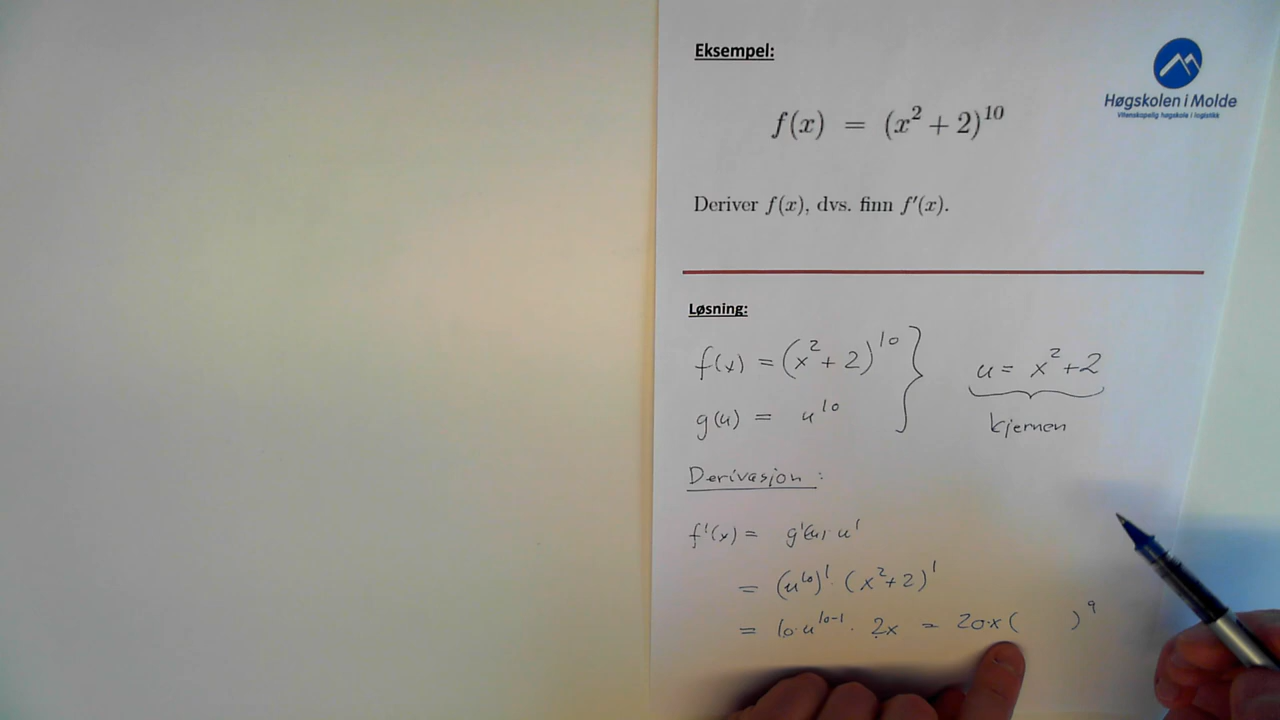 Eksempel:
Høgskolen i Molde
Vitenskapelig høgskole i logistikk
f(x) = (x² + 2)¹⁰
Deriver f(x), dvs. finn f′(x).
Løsning:
f(x) = (x² + 2)¹⁰ } u = x² + 2
g(u) = u¹⁰
kjernen
Derivasjon:
f'(x) = g'(u) · u'
= (u¹⁰)' · (x² + 2)'
= 10 · u¹⁰⁻¹ · 2x = 20·x( )⁹